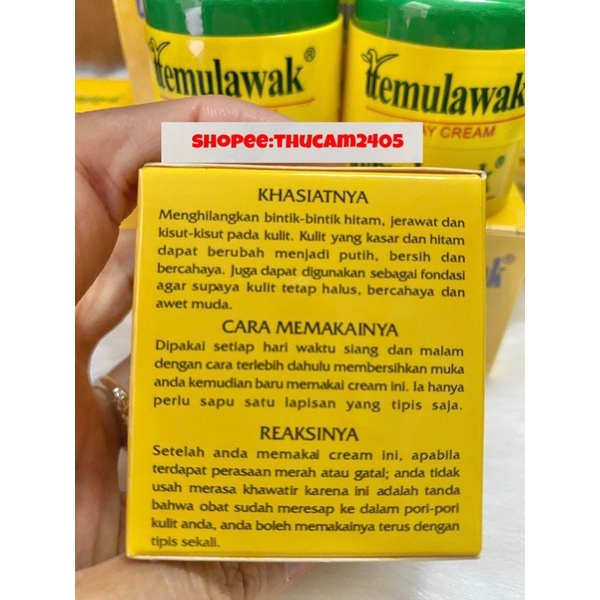 temulawak®
temulawak
DAY CREAM
SHOPEE:THUCAM2405
KHASIATNYA
Menghilangkan bintik-bintik hitam, jerawat dan
kisut-kisut pada kulit. Kulit yang kasar dan hitam
dapat berubah menjadi putih, bersih dan
bercahaya. Juga dapat digunakan sebagai fondasi
agar supaya kulit tetap halus, bercahaya dan
awet muda.
CARA MEMAKAINYA
Dipakai setiap hari waktu siang dan malam
dengan cara terlebih dahulu membersihkan muka
anda kemudian baru memakai cream ini. Ia hanya
perlu sapu satu lapisan yang tipis saja.
REAKSINYA
Setelah anda memakai cream ini, apabila
terdapat perasaan merah atau gatal; anda tidak
usah merasa khawatir karena ini adalah tanda
bahwa obat sudah meresap ke dalam pori-pori
kulit anda, anda boleh memakainya terus dengan
tipis sekali.